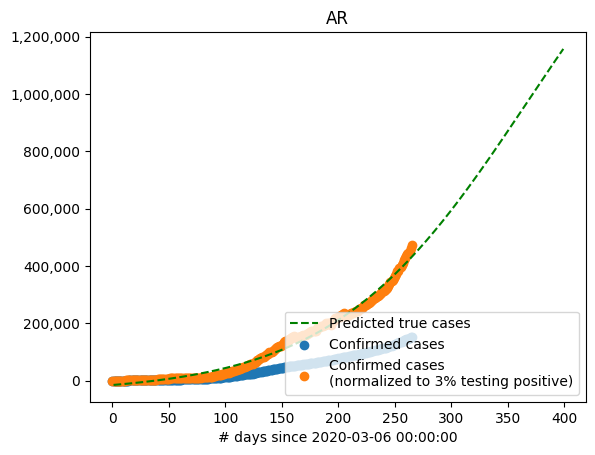 AR
1,200,000
1,000,000
800,000
600,000
400,000
200,000
0
Predicted true cases
Confirmed cases
Confirmed cases
(normalized to 3% testing positive)
0 50 100 150 200 250 300 350 400
# days since 2020-03-06 00:00:00